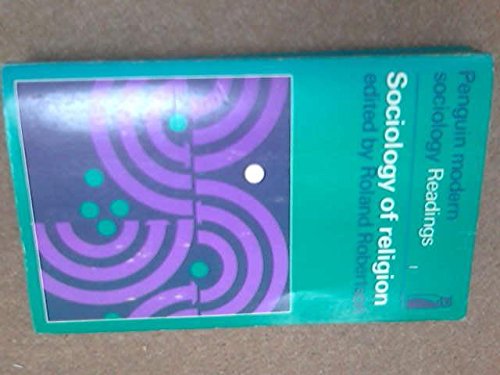 Penguin modern
sociology Readings
Sociology of religion
edited by Roland Robertson